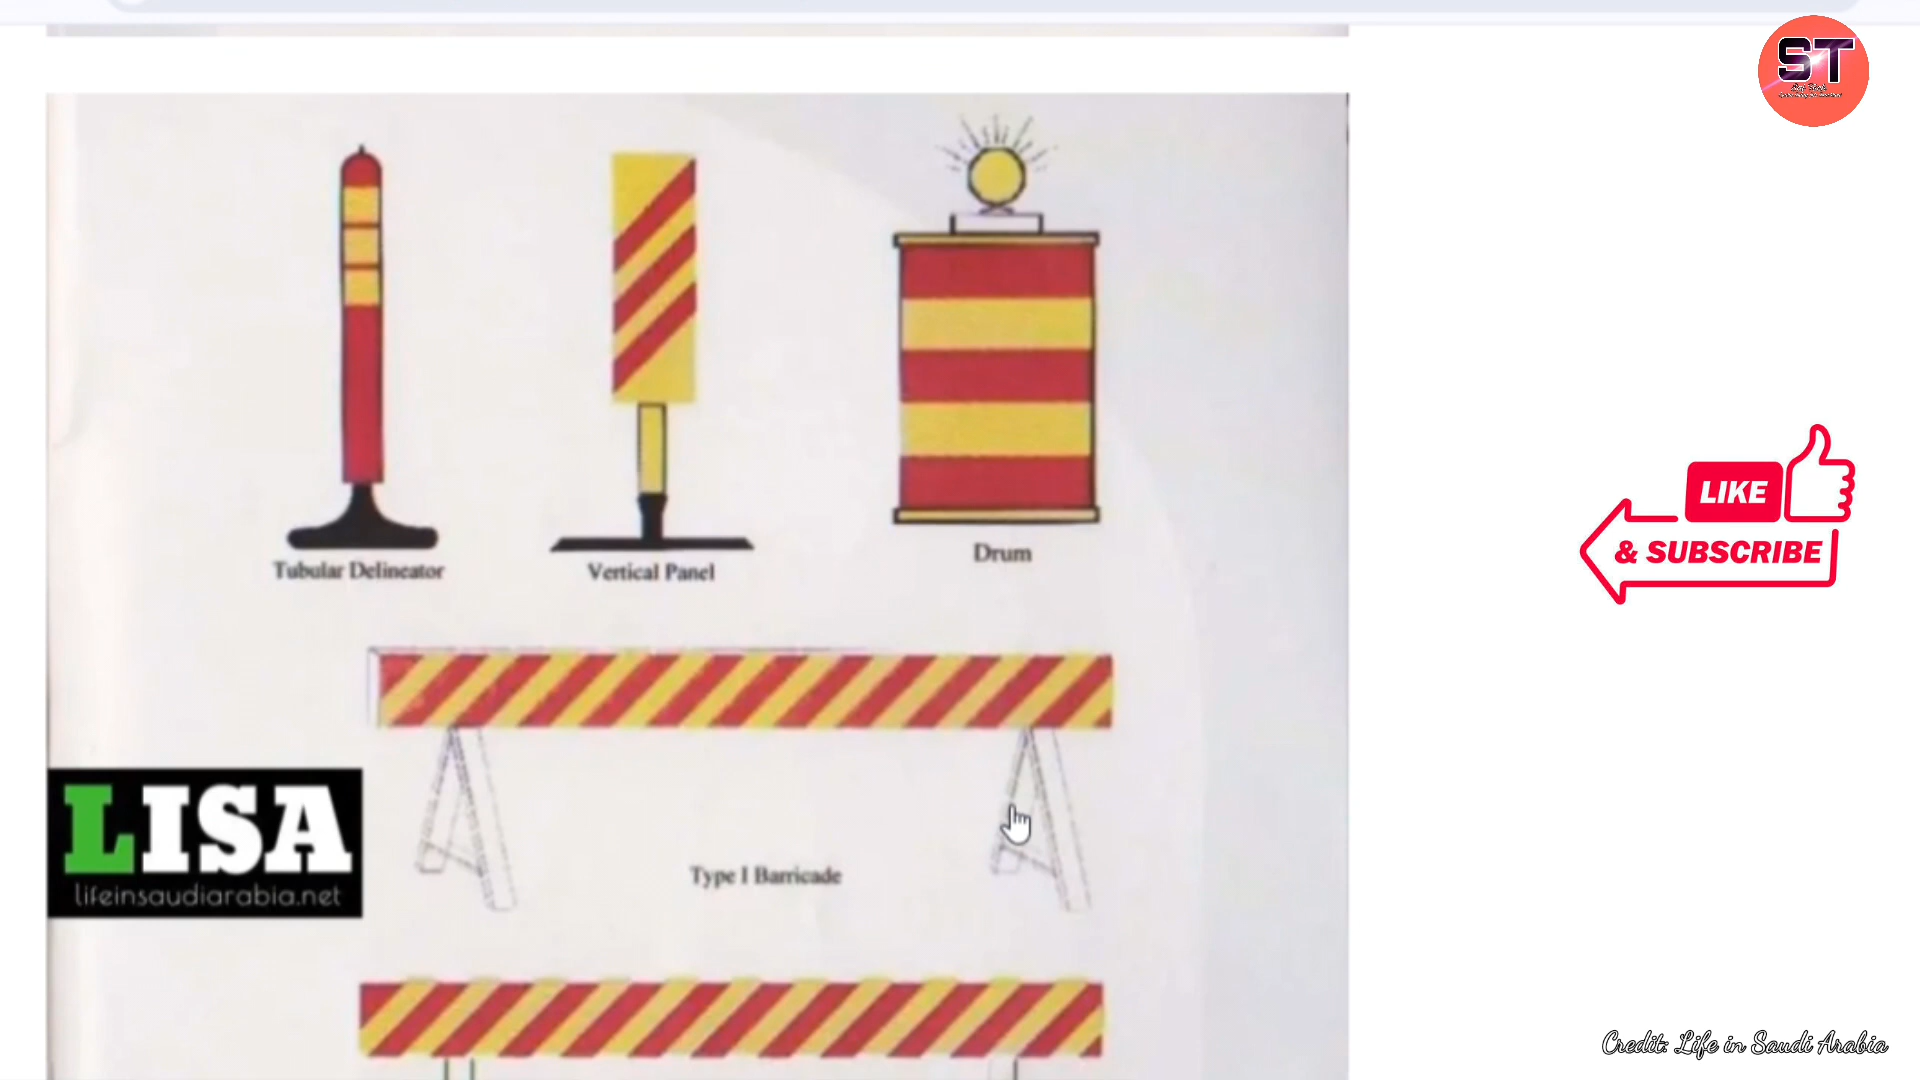 ST
Tubular Delineator
Vertical Panel
Drum
LIKE
& SUBSCRIBE
Type I Barricade
LISA
lifeinsaudiarabia.net
Credit: Life in Saudi Arabia